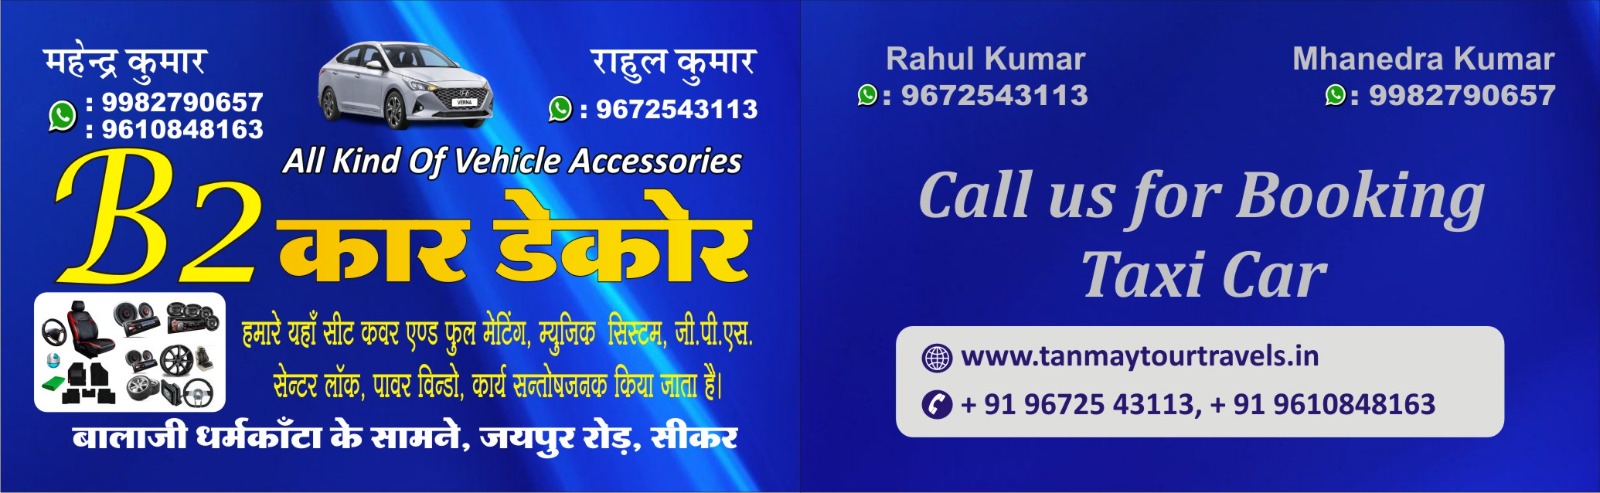 महेन्द्र कुमार
: 9982790657
: 9610848163
राहुल कुमार
: 9672543113
VERNA
All Kind Of Vehicle Accessories
B2 कार डेकोर
हमारे यहाँ सीट कवर एण्ड फुल मेटिंग, म्युजिक सिस्टम, जी.पी.एस.
सेन्टर लॉक, पावर विन्डो, कार्य सन्तोषजनक किया जाता है।
बालाजी धर्मकाँटा के सामने, जयपुर रोड़, सीकर
Rahul Kumar
: 9672543113
Mhanedra Kumar
: 9982790657
Call us for Booking
Taxi Car
www.tanmaytourtravels.in
+ 91 96725 43113, + 91 9610848163